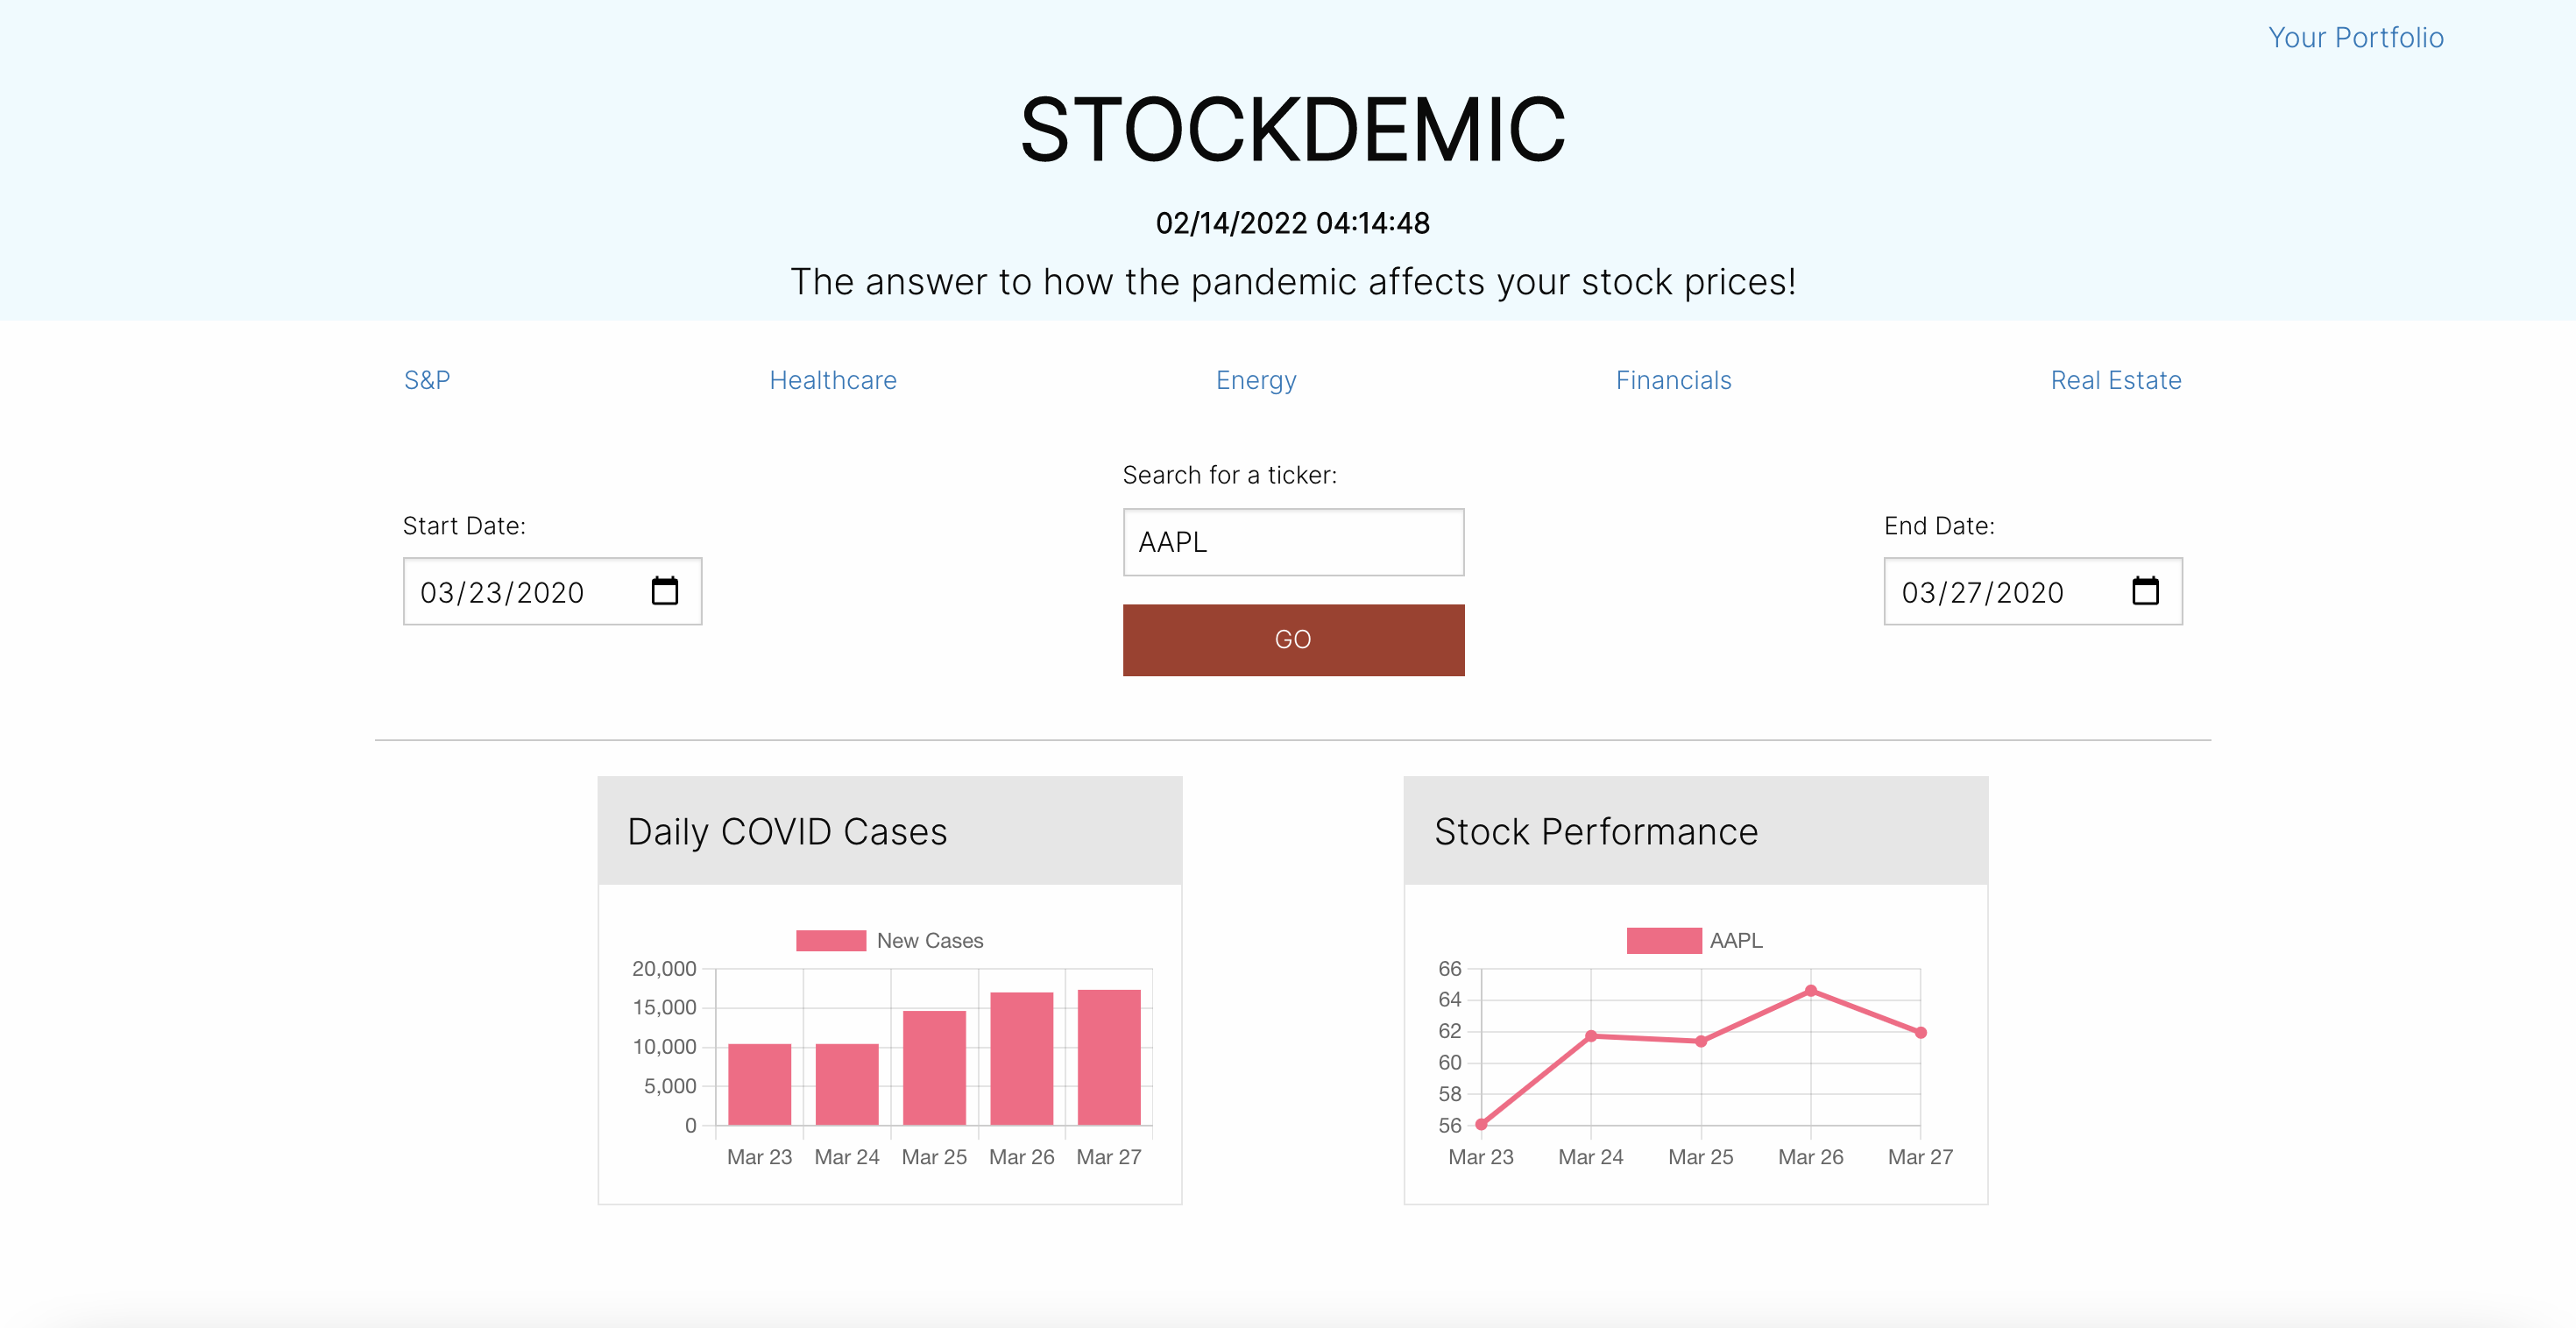 Your Portfolio
STOCKDEMIC
02/14/2022 04:14:48
The answer to how the pandemic affects your stock prices!
S&P Healthcare Energy Financials Real Estate
Search for a ticker:
AAPL
GO
Start Date:
03/23/2020
End Date:
03/27/2020
Daily COVID Cases
New Cases
20,000
15,000
10,000
5,000
0
Mar 23 Mar 24 Mar 25 Mar 26 Mar 27
Stock Performance
AAPL
66
64
62
60
58
56
Mar 23 Mar 24 Mar 25 Mar 26 Mar 27